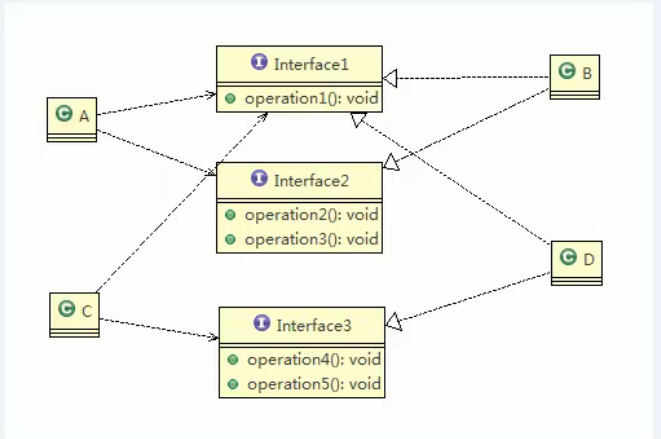 I Interface1
operation1(): void
C A
C B
I Interface2
operation2(): void
operation3(): void
C D
C C
I Interface3
operation4(): void
operation5(): void